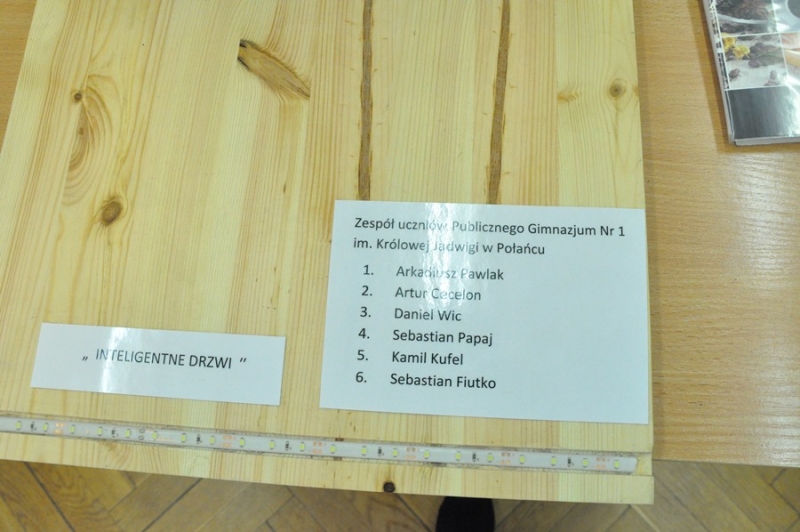 Zespół uczniów Publicznego Gimnazjum Nr 1
im. Królowej Jadwigi w Połańcu
1. Arkadiusz Pawlak
2. Artur Cecelon
3. Daniel Wic
4. Sebastian Papaj
5. Kamil Kufel
6. Sebastian Fiutko
„ INTELIGENTNE DRZWI ”